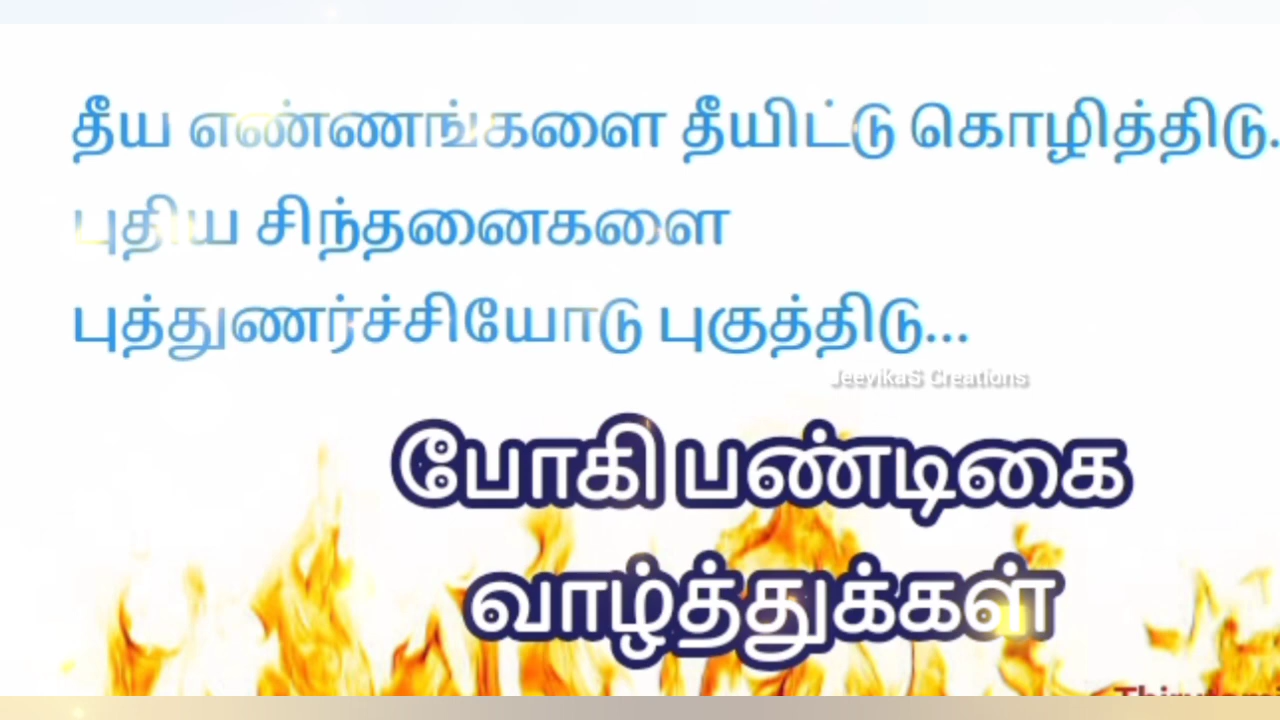 தீய எண்ணங்களை தீயிட்டு கொழித்திடு.
புதிய சிந்தனைகளை
புத்துணர்ச்சியோடு புகுத்திடு...
JeevikaS Creations
போகி பண்டிகை
வாழ்த்துக்கள்